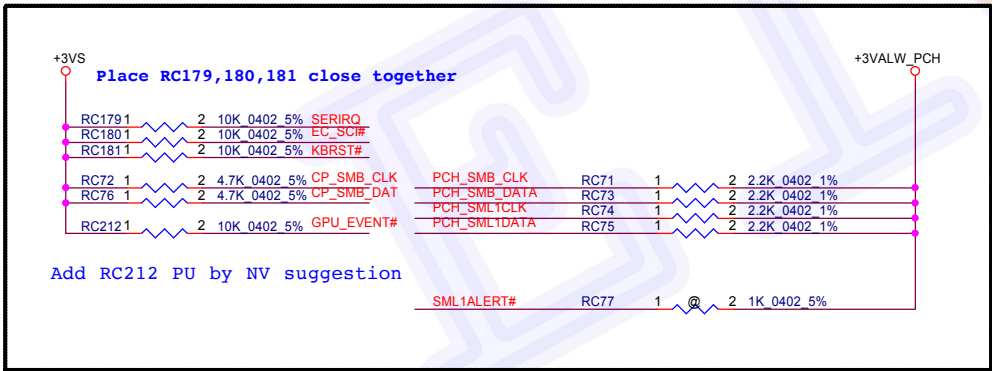 +3VS
+3VALW_PCH
Place RC179,180,181 close together
RC179 1 2 10K_0402_5% SERIRQ
RC180 1 2 10K_0402_5% EC_SCI#
RC181 1 2 10K_0402_5% KBRST#
RC72 1 2 4.7K_0402_5% CP_SMB_CLK
RC76 1 2 4.7K_0402_5% CP_SMB_DAT
RC212 1 2 10K_0402_5% GPU_EVENT#
PCH_SMB_CLK RC71 1 2 2.2K_0402_1%
PCH_SMB_DATA RC73 1 2 2.2K_0402_1%
PCH_SML1CLK RC74 1 2 2.2K_0402_1%
PCH_SML1DATA RC75 1 2 2.2K_0402_1%
Add RC212 PU by NV suggestion
SML1ALERT# RC77 1 @ 2 1K_0402_5%